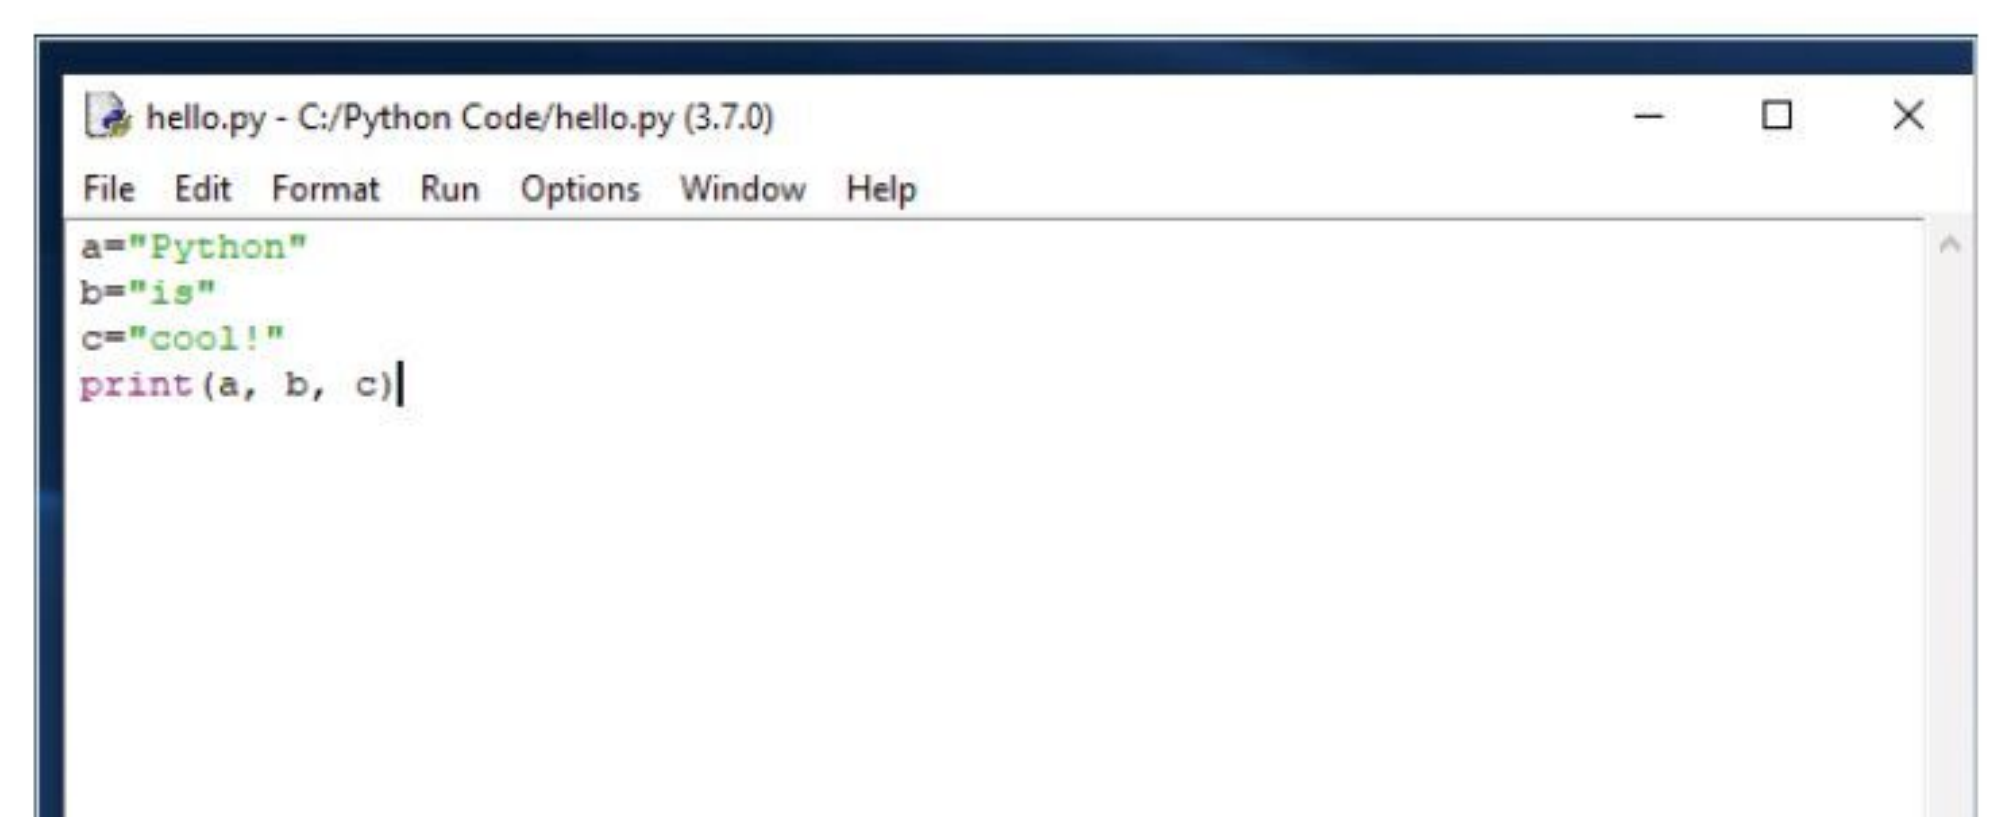 hello.py - C:/Python Code/hello.py (3.7.0)
File Edit Format Run Options Window Help
a="Python"
b="is"
c="cool!"
print(a, b, c)